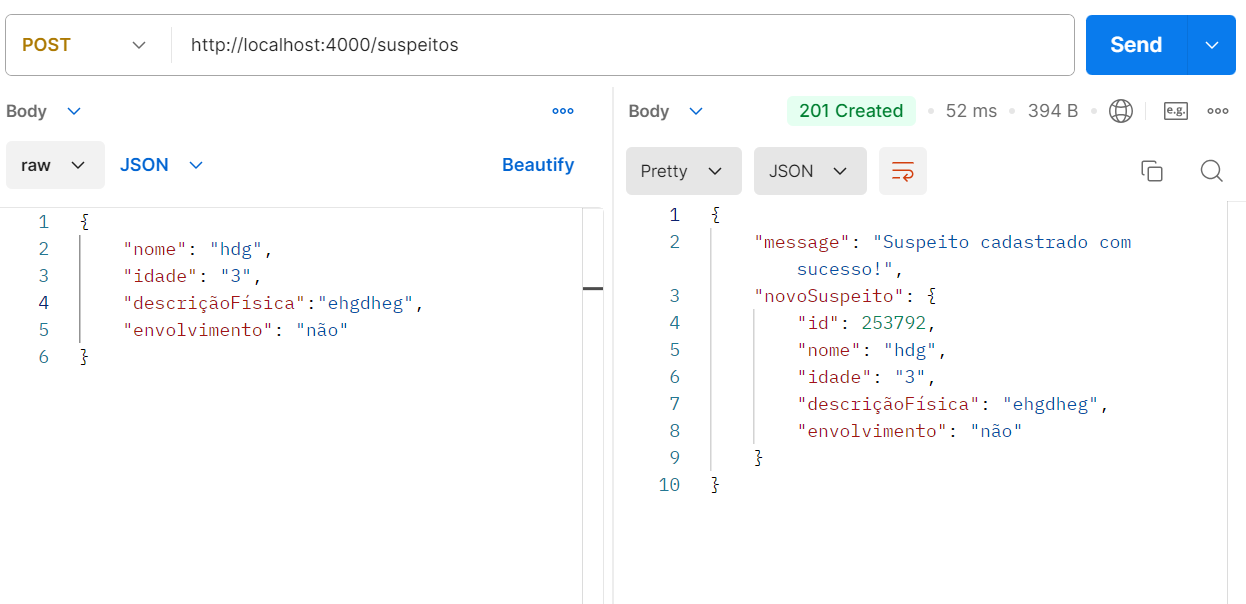 POST http://localhost:4000/suspeitos Send
Body
raw JSON Beautify
1 {
2 "nome": "hdg",
3 "idade": "3",
4 "descriçãoFísica":"ehgdheg",
5 "envolvimento": "não"
6 }
Body 201 Created 52 ms 394 B e.g.
Pretty JSON
1 {
2 "message": "Suspeito cadastrado com
sucesso!",
3 "novoSuspeito": {
4 "id": 253792,
5 "nome": "hdg",
6 "idade": "3",
7 "descriçãoFísica": "ehgdheg",
8 "envolvimento": "não"
9 }
10 }